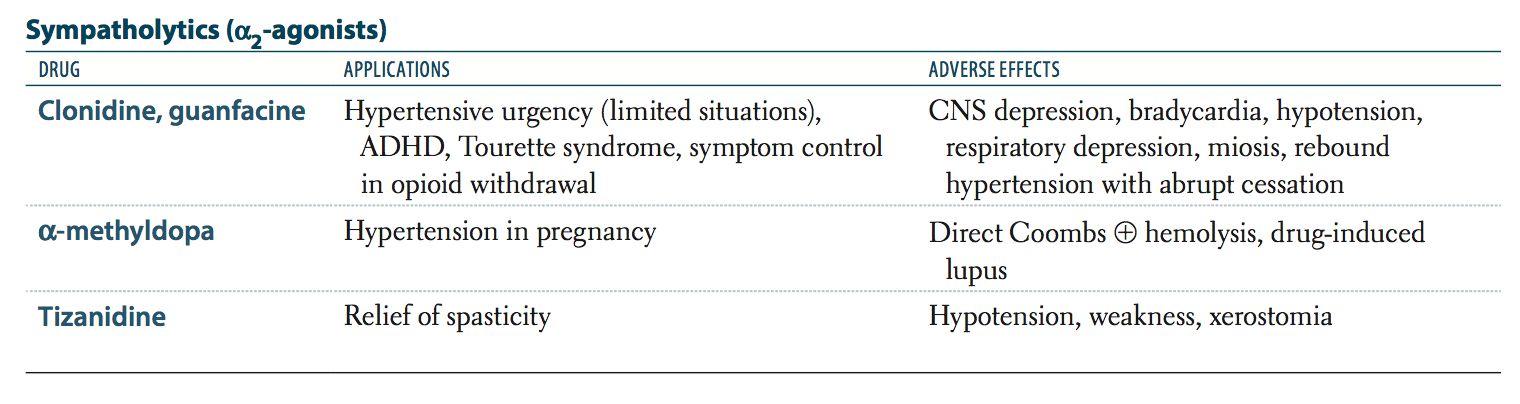 Sympatholytics (α2-agonists)
DRUG APPLICATIONS ADVERSE EFFECTS
Clonidine, guanfacine Hypertensive urgency (limited situations), CNS depression, bradycardia, hypotension,
ADHD, Tourette syndrome, symptom control respiratory depression, miosis, rebound
in opioid withdrawal hypertension with abrupt cessation
α-methyldopa Hypertension in pregnancy Direct Coombs ⊕ hemolysis, drug-induced
lupus
Tizanidine Relief of spasticity Hypotension, weakness, xerostomia